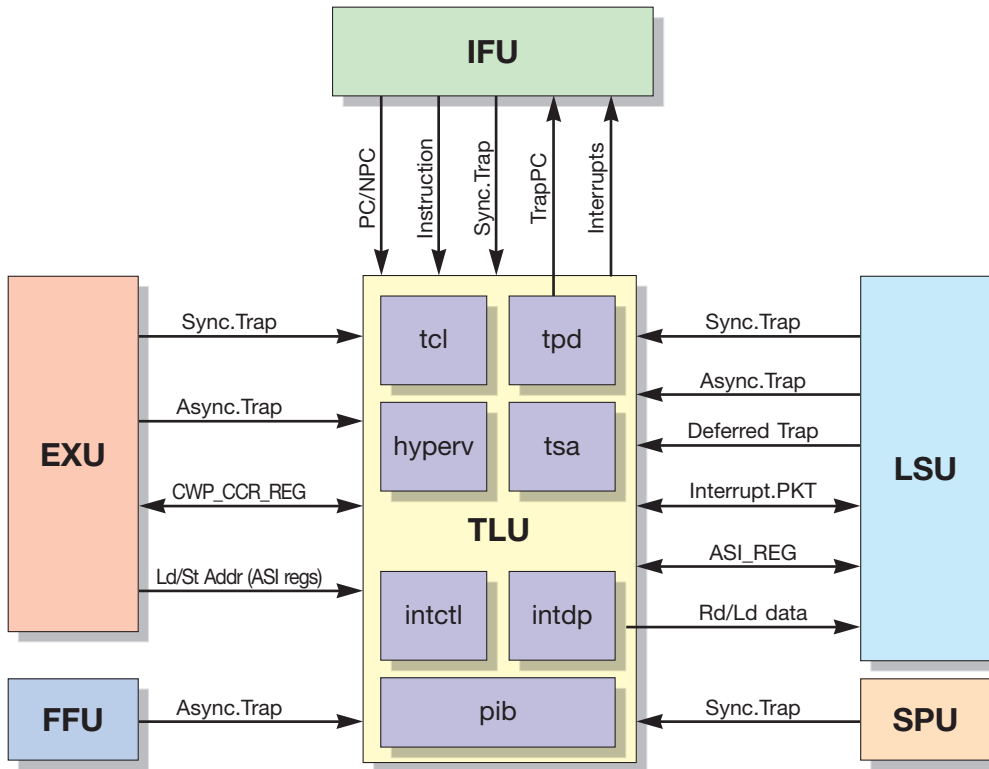 IFU
PC/NPC
Instruction
Sync.Trap
TrapPC
Interrupts
EXU
Sync.Trap
Async.Trap
CWP_CCR_REG
Ld/St Addr (ASI regs)
FFU
Async.Trap
tcl
tpd
hyperv
tsa
TLU
intctl
intdp
pib
Sync.Trap
Async.Trap
Deferred Trap
Interrupt.PKT
ASI_REG
Rd/Ld data
LSU
Sync.Trap
SPU